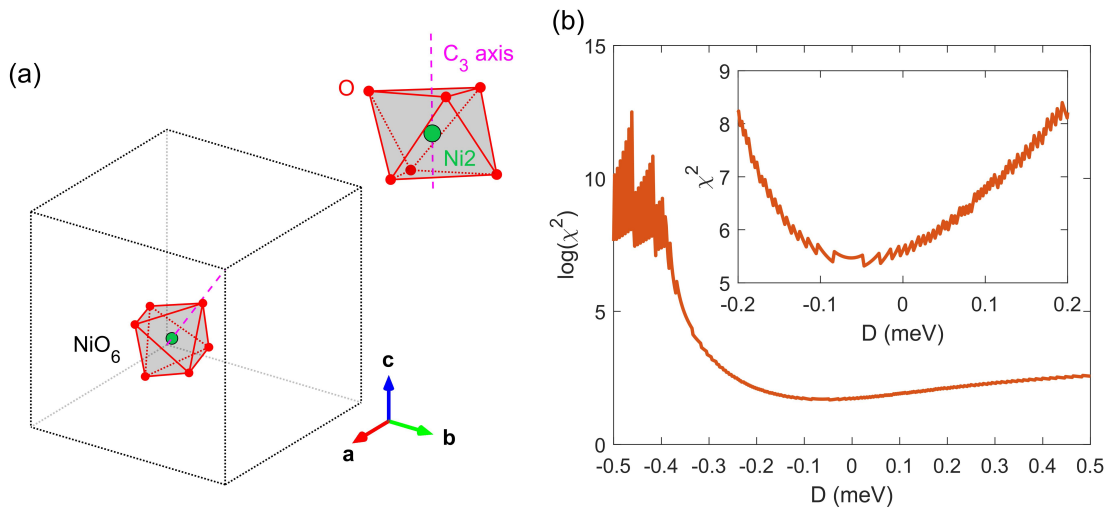 (a)
C3 axis
O
Ni2
NiO6
c
b
a
(b)
15
10
5
0
log(χ2)
-0.5 -0.4 -0.3 -0.2 -0.1 0 0.1 0.2 0.3 0.4 0.5
D (meV)
9
8
7
6
5
χ2
-0.2 -0.1 0 0.1 0.2
D (meV)